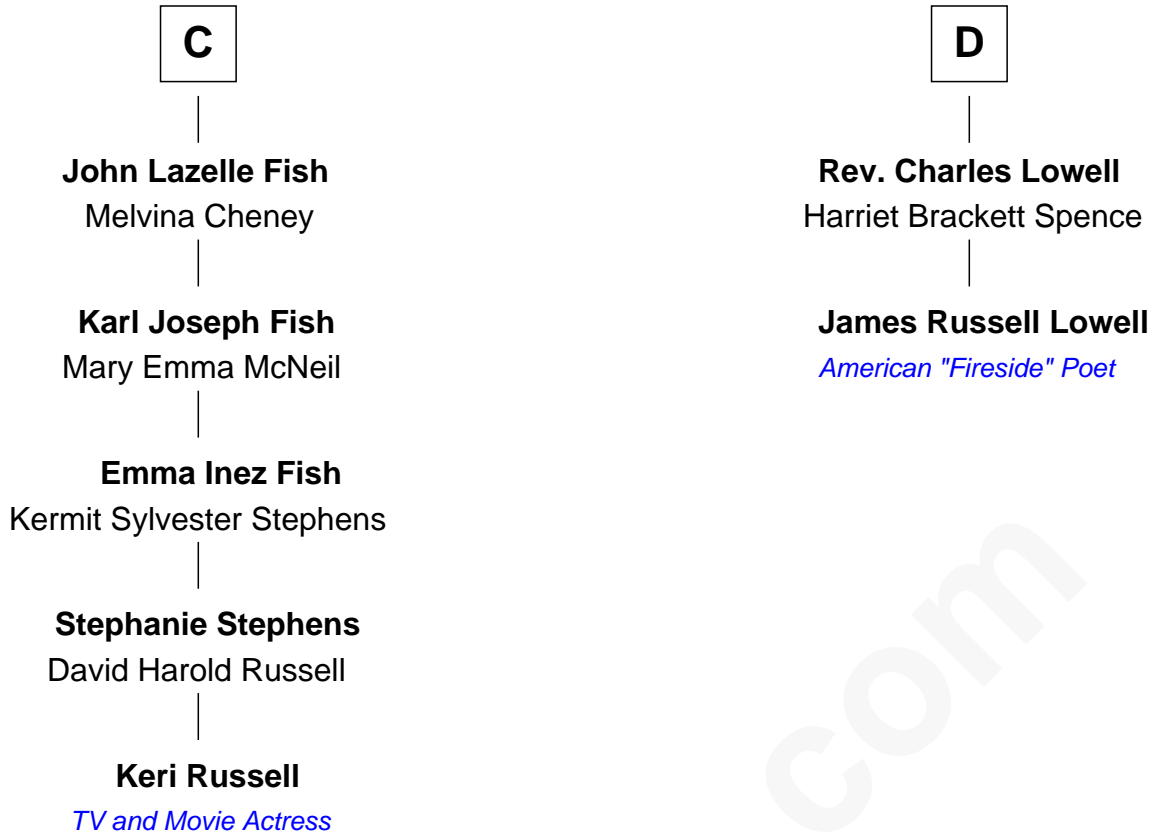 C
John Lazelle Fish
Melvina Cheney
Karl Joseph Fish
Mary Emma McNeil
Emma Inez Fish
Kermit Sylvester Stephens
Stephanie Stephens
David Harold Russell
Keri Russell
TV and Movie Actress
D
Rev. Charles Lowell
Harriet Brackett Spence
James Russell Lowell
American "Fireside" Poet
com